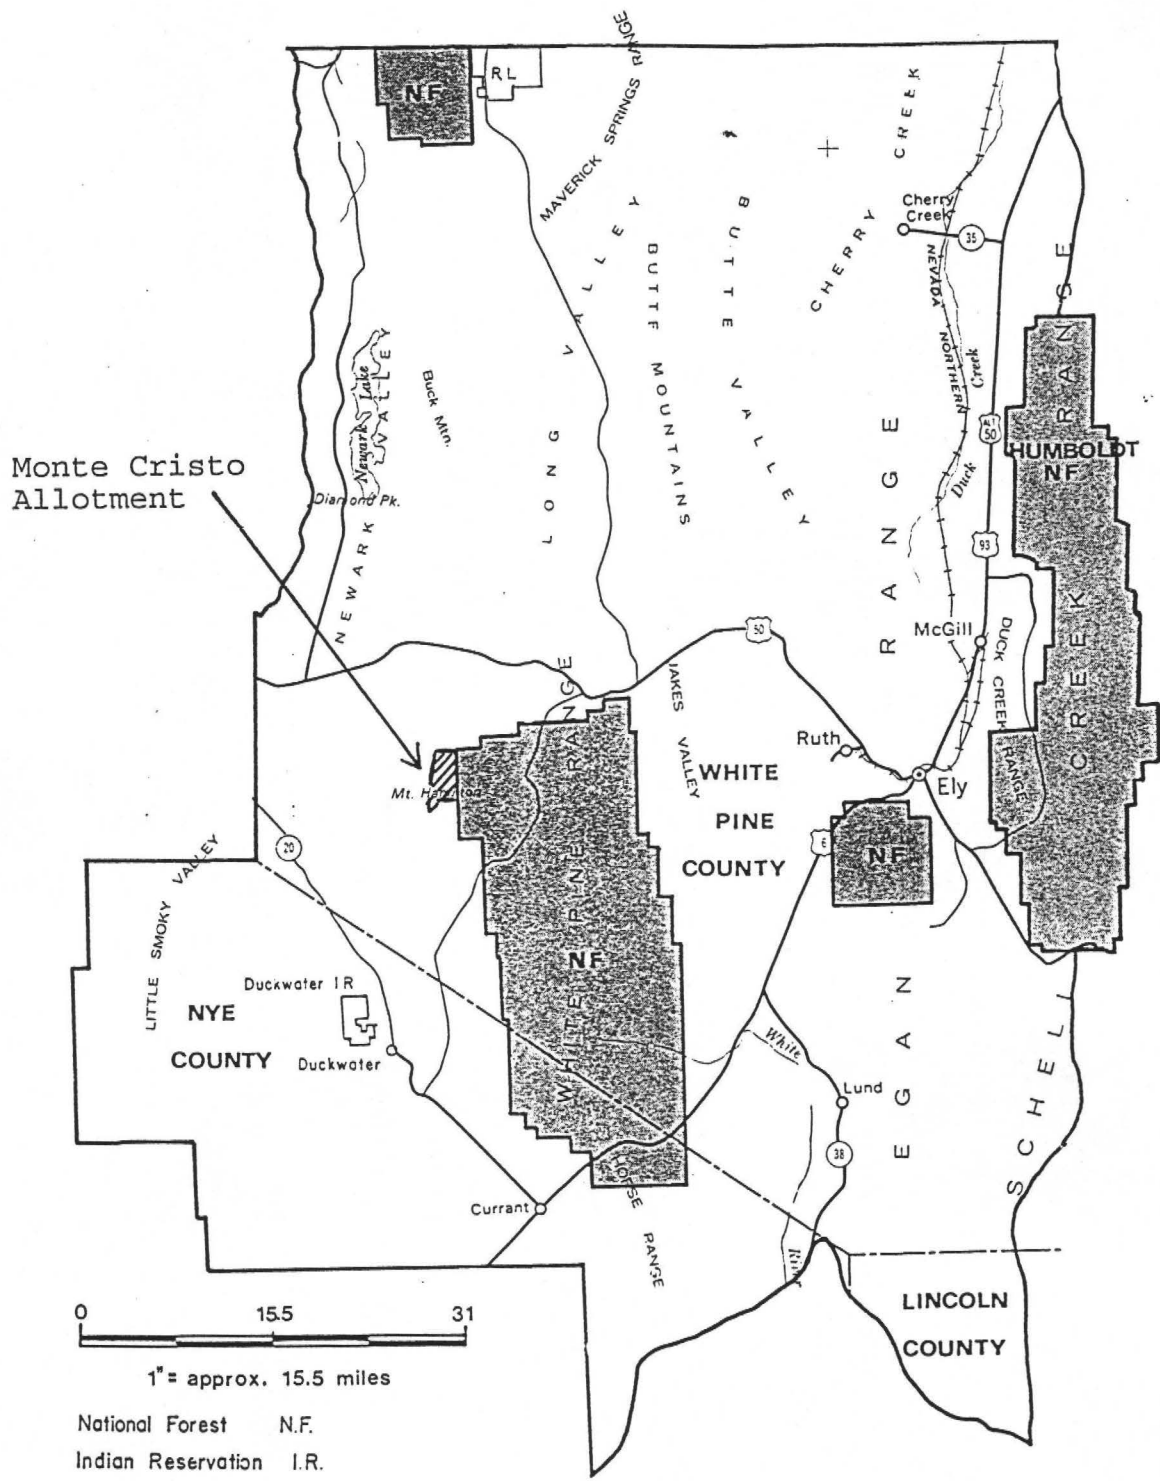 NF
RL
MAVERICK SPRINGS RANGE
CHERRY CREEK
Cherry
Creek
35
NEVADA NORTHERN
Duck Creek
BUTTE VALLEY
BUTTE MOUNTAINS
LONG VALLEY
Newark Lake
NEWARK VALLEY
Buck Mtn.
Diamond Pk.
Monte Cristo
Allotment
50
HUMBOLDT
NF
93
McGill
DUCK CREEK RANGE
50
JAKES VALLEY
Ruth
Ely
WHITE
PINE
COUNTY
Mt. Hamilton
20
6
NF
LITTLE SMOKY VALLEY
WHITE PINE RANGE
NF
Duckwater IR
NYE
COUNTY
Duckwater
White River
Lund
38
EGAN RANGE
SCHELL CREEK RANGE
Currant
HORSE RANGE
LINCOLN
COUNTY
0 15.5 31
1"= approx. 15.5 miles
National Forest N.F.
Indian Reservation I.R.